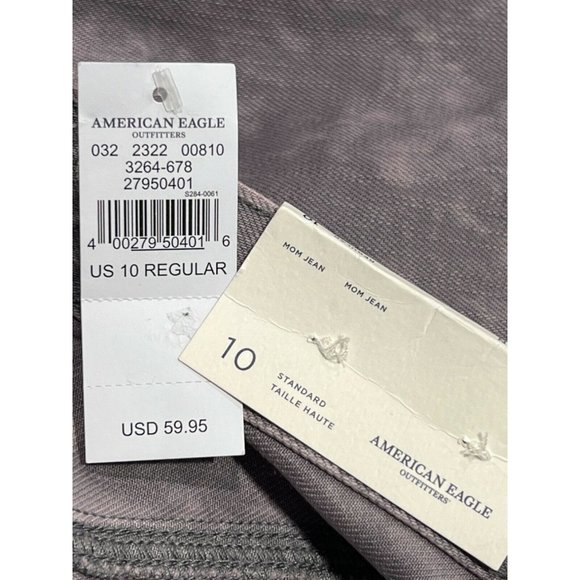 AMERICAN EAGLE
OUTFITTERS
032 2322 00810
3264-678
27950401
S284-0061
4 00279 50401 6
US 10 REGULAR
USD 59.95
MOM JEAN
MOM JEAN
10
STANDARD
TAILLE HAUTE
AMERICAN EAGLE
OUTFITTERS